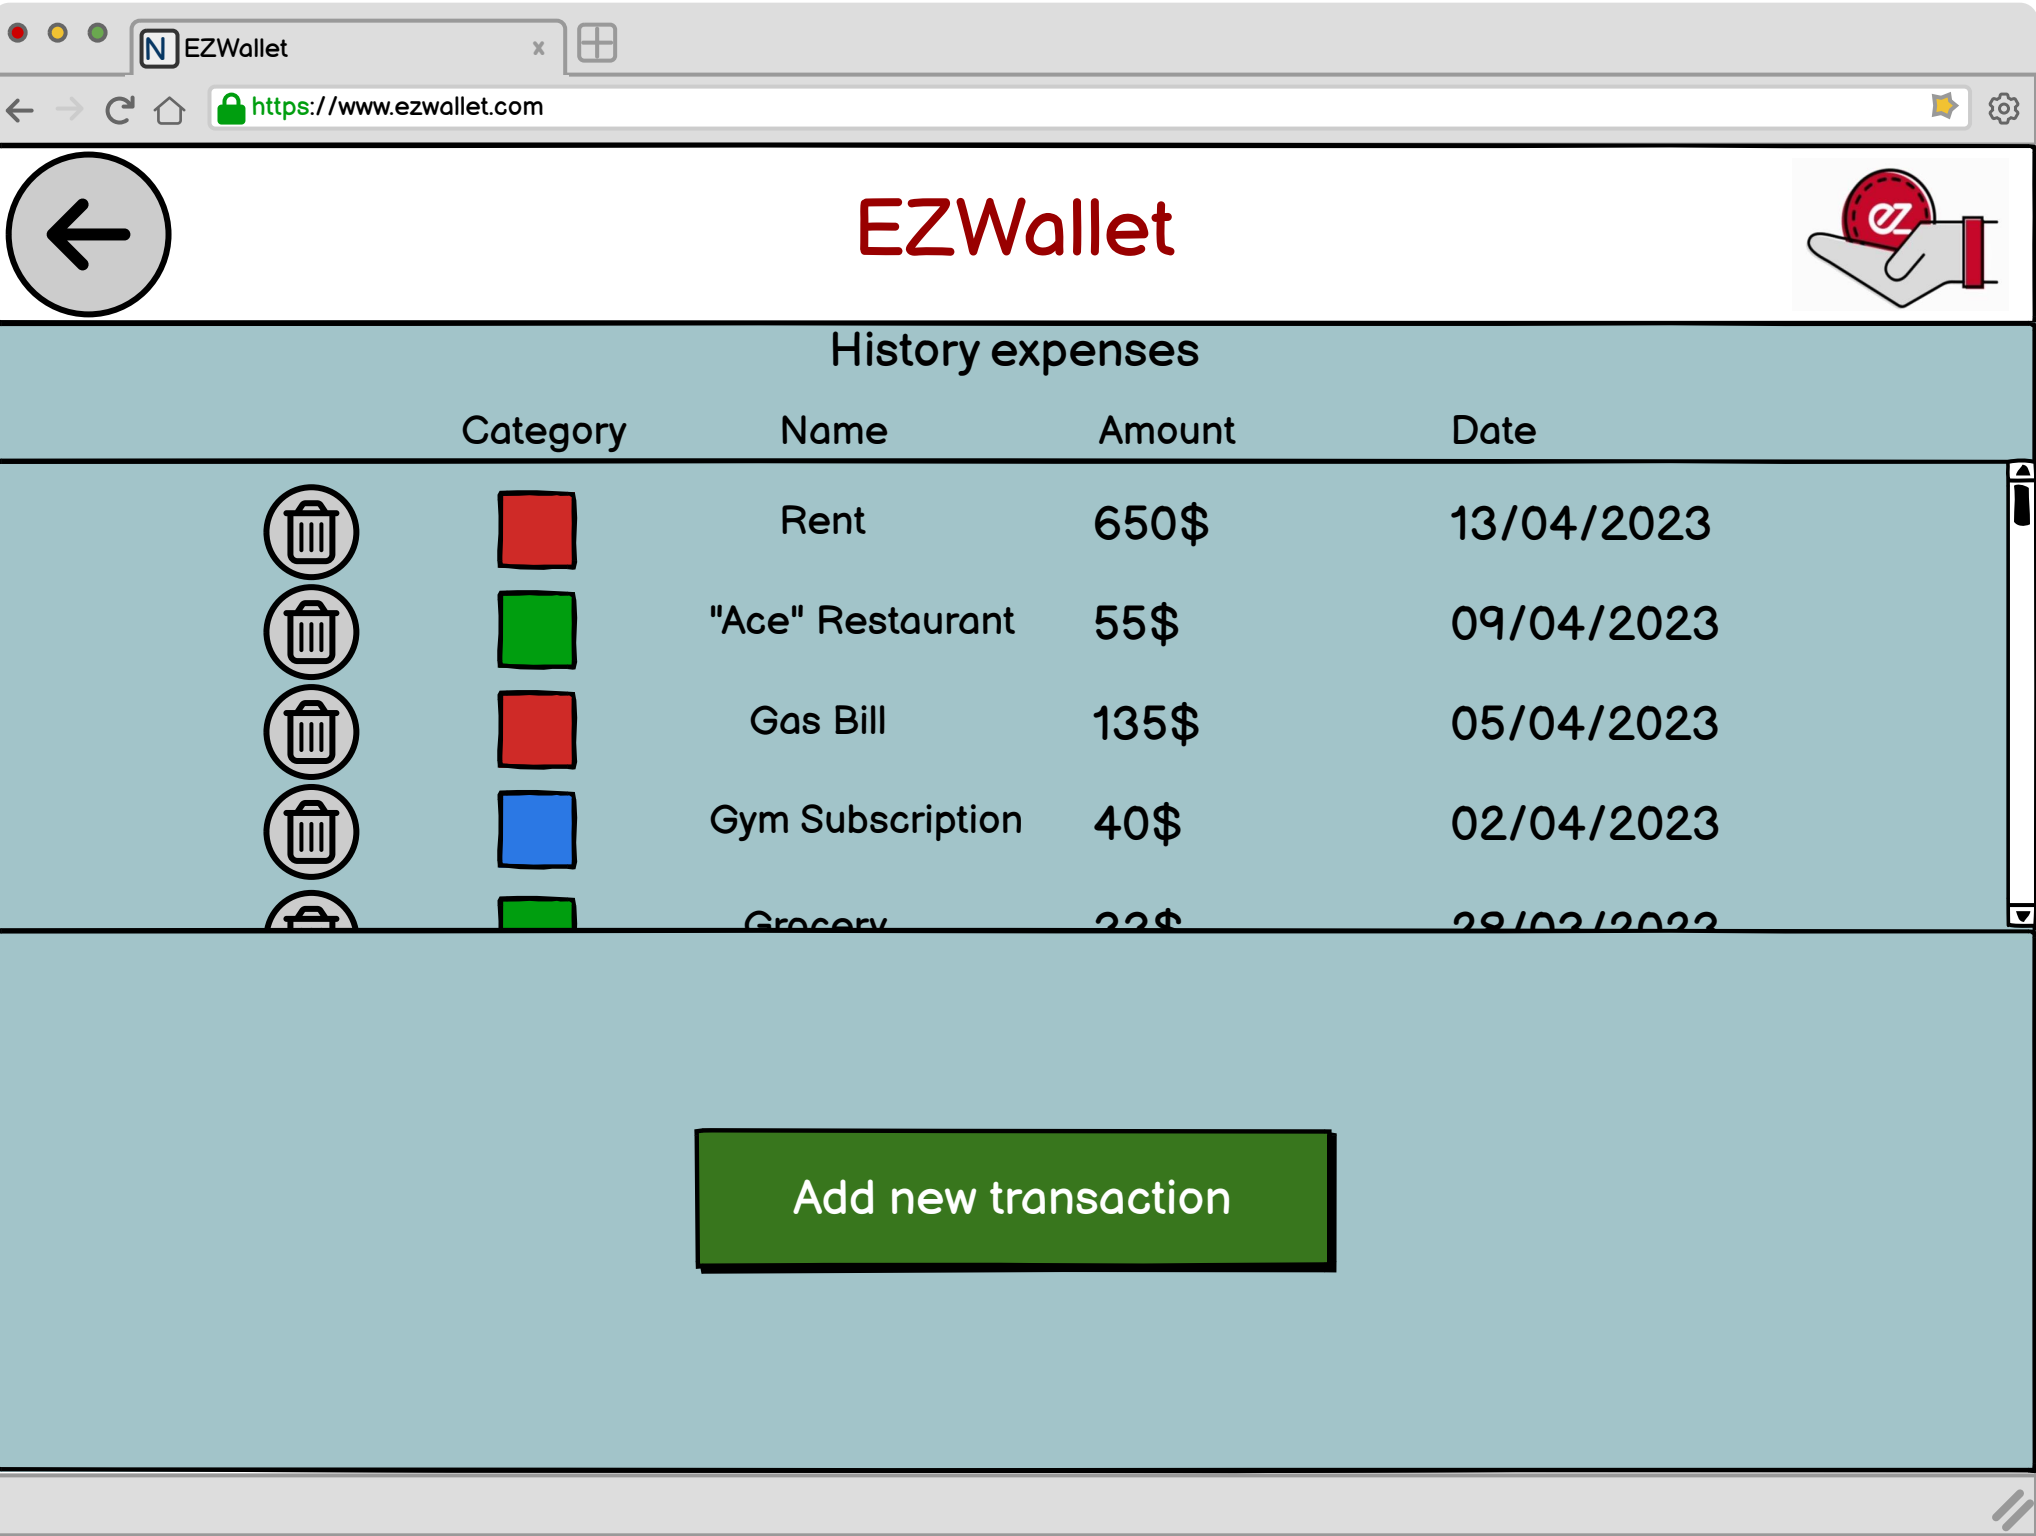 N EZWallet x
https://www.ezwallet.com
EZWallet
ez
History expenses
Category Name Amount Date
Rent 650$ 13/04/2023
"Ace" Restaurant 55$ 09/04/2023
Gas Bill 135$ 05/04/2023
Gym Subscription 40$ 02/04/2023
Grocery
Add new transaction